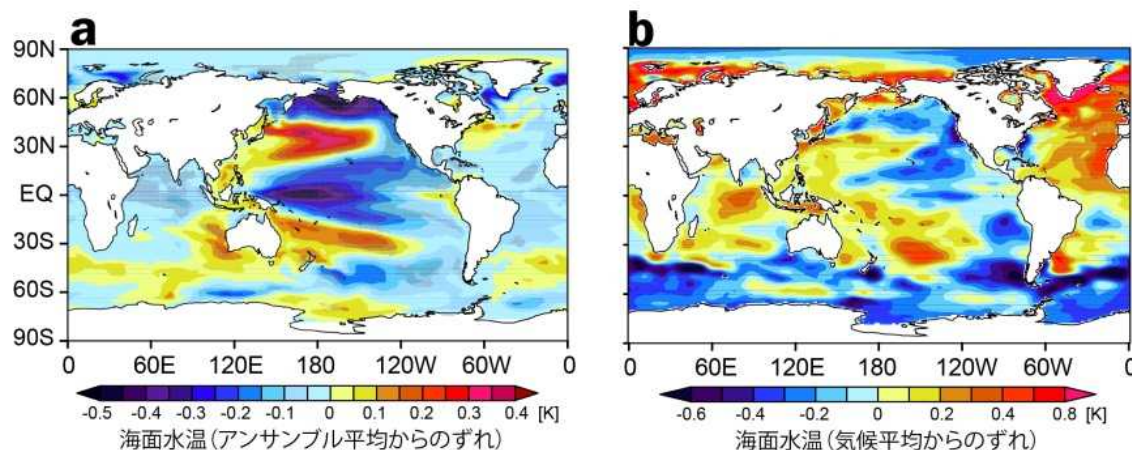 a
b
90N
60N
30N
EQ
30S
60S
90S
0 60E 120E 180 120W 60W 0
0 60E 120E 180 120W 60W 0
-0.5 -0.4 -0.3 -0.2 -0.1 0 0.1 0.2 0.3 0.4 [K]
-0.6 -0.4 -0.2 0 0.2 0.4 0.8 [K]
海面水温(アンサンブル平均からのずれ)
海面水温(気候平均からのずれ)